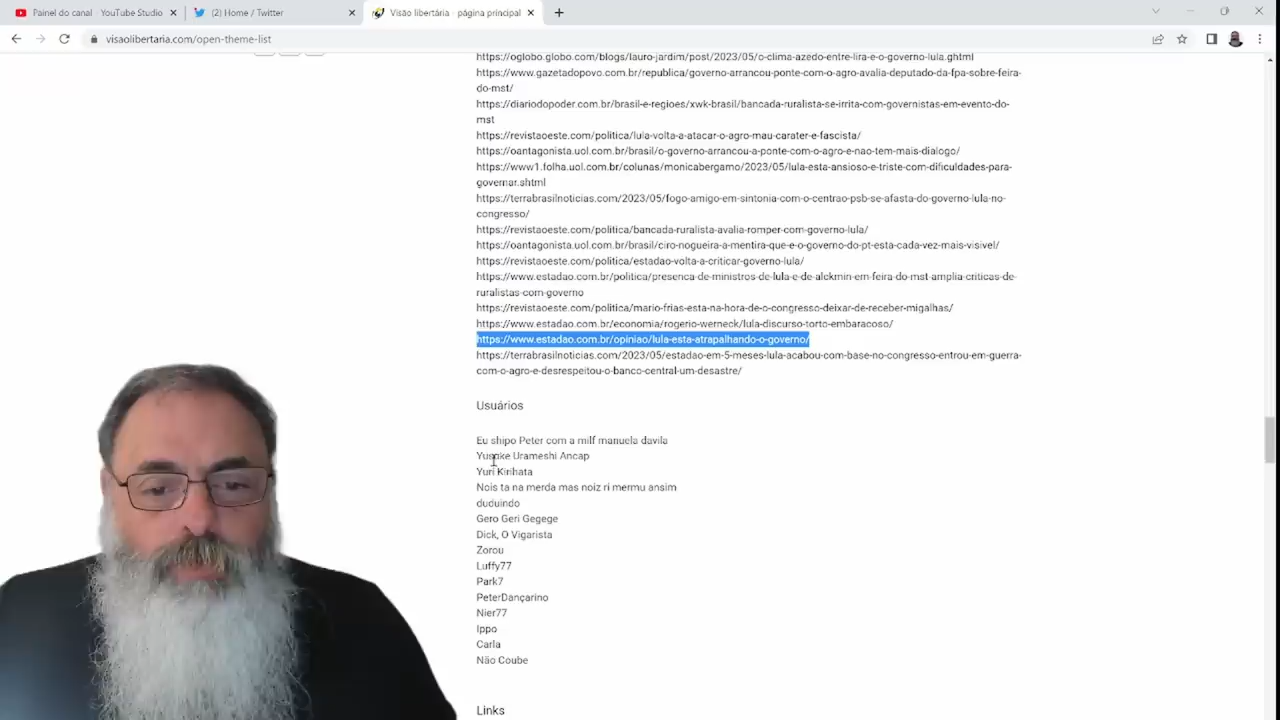 Painel do canal - YouTube Studio
(2) Home / Twitter
Visão libertária - página principal
visaolibertaria.com/open-theme-list
https://oglobo.globo.com/blogs/lauro-jardim/post/2023/05/o-clima-azedo-entre-lira-e-o-governo-lula.ghtml
https://www.gazetadopovo.com.br/republica/governo-arrancou-ponte-com-o-agro-avalia-deputado-da-fpa-sobre-feira-
do-mst/
https://diariodopoder.com.br/brasil-e-regioes/xwk-brasil/bancada-ruralista-se-irrita-com-governistas-em-evento-do-
mst
https://revistaoeste.com/politica/lula-volta-a-atacar-o-agro-mau-carater-e-fascista/
https://oantagonista.uol.com.br/brasil/o-governo-arrancou-a-ponte-com-o-agro-e-nao-tem-mais-dialogo/
https://www1.folha.uol.com.br/colunas/monicabergamo/2023/05/lula-esta-ansioso-e-triste-com-dificuldades-para-
governar.shtml
https://terrabrasilnoticias.com/2023/05/fogo-amigo-em-sintonia-com-o-centrao-psb-se-afasta-do-governo-lula-no-
congresso/
https://revistaoeste.com/politica/bancada-ruralista-avalia-romper-com-governo-lula/
https://oantagonista.uol.com.br/brasil/ciro-nogueira-a-mentira-que-e-o-governo-do-pt-esta-cada-vez-mais-visivel/
https://revistaoeste.com/politica/estadao-volta-a-criticar-governo-lula/
https://www.estadao.com.br/politica/presenca-de-ministros-de-lula-e-de-alckmin-em-feira-do-mst-amplia-criticas-de-
ruralistas-com-governo
https://revistaoeste.com/politica/mario-frias-esta-na-hora-de-o-congresso-deixar-de-receber-migalhas/
https://www.estadao.com.br/economia/rogerio-werneck/lula-discurso-torto-embaracoso/
https://www.estadao.com.br/opiniao/lula-esta-atrapalhando-o-governo/
https://terrabrasilnoticias.com/2023/05/estadao-em-5-meses-lula-acabou-com-base-no-congresso-entrou-em-guerra-
com-o-agro-e-desrespeitou-o-banco-central-um-desastre/
Usuários
Eu shipo Peter com a milf manuela davila
Yusuke Urameshi Ancap
Yuri Kirihata
Nois ta na merda mas noiz ri mermu ansim
duduindo
Gero Geri Gegege
Dick, O Vigarista
Zorou
Luffy77
Park7
PeterDançarino
Nier77
Ippo
Carla
Não Coube
Links